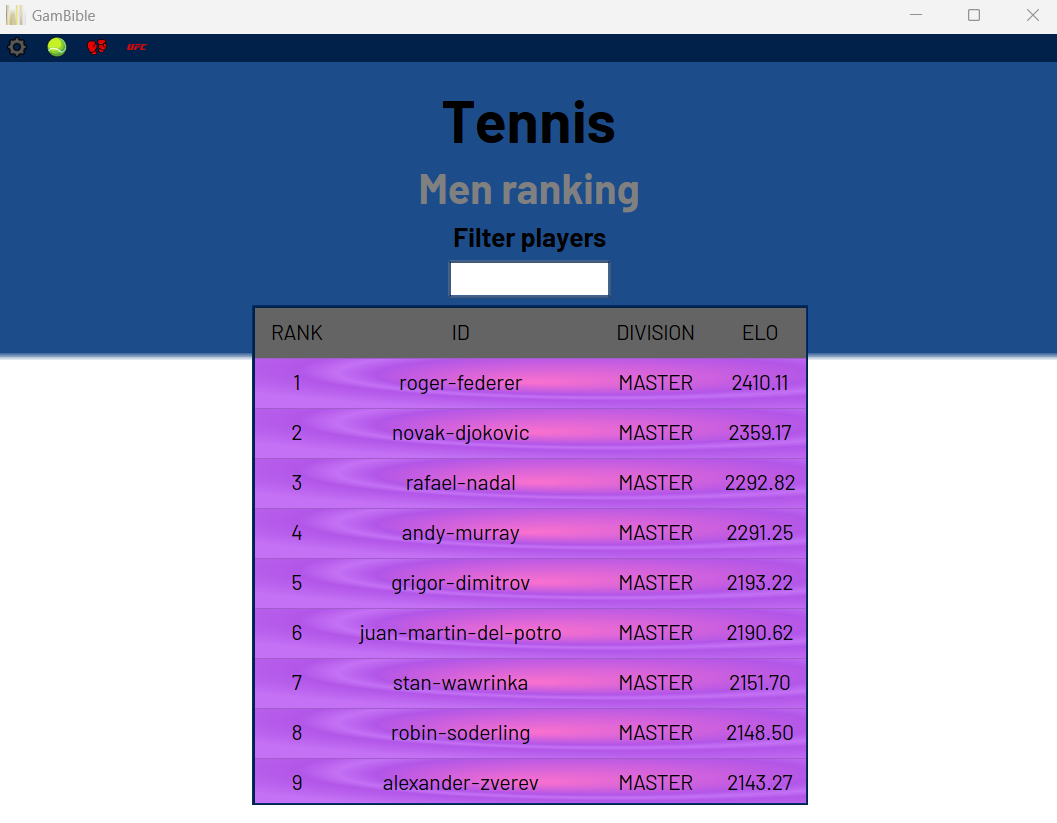 GamBible
UFC
Tennis
Men ranking
Filter players
RANK ID DIVISION ELO
1 roger-federer MASTER 2410.11
2 novak-djokovic MASTER 2359.17
3 rafael-nadal MASTER 2292.82
4 andy-murray MASTER 2291.25
5 grigor-dimitrov MASTER 2193.22
6 juan-martin-del-potro MASTER 2190.62
7 stan-wawrinka MASTER 2151.70
8 robin-soderling MASTER 2148.50
9 alexander-zverev MASTER 2143.27